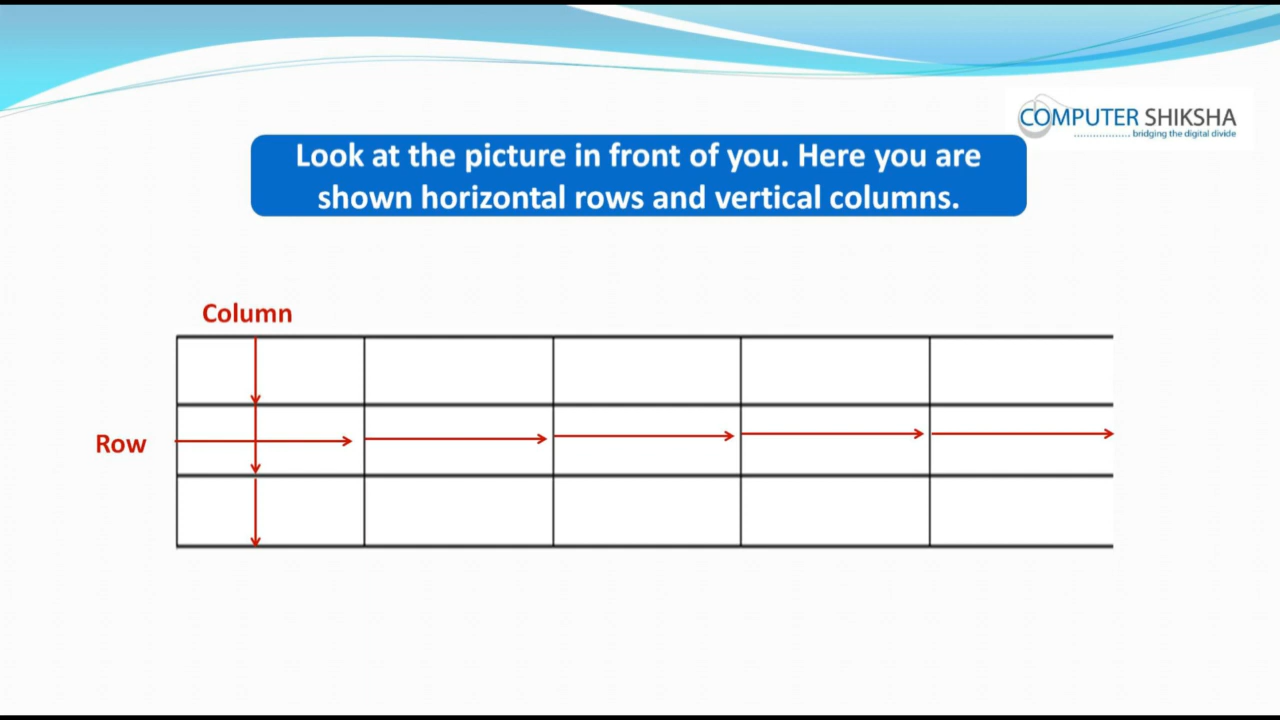 COMPUTER SHIKSHA
bridging the digital divide
Look at the picture in front of you. Here you are
shown horizontal rows and vertical columns.
Column
Row